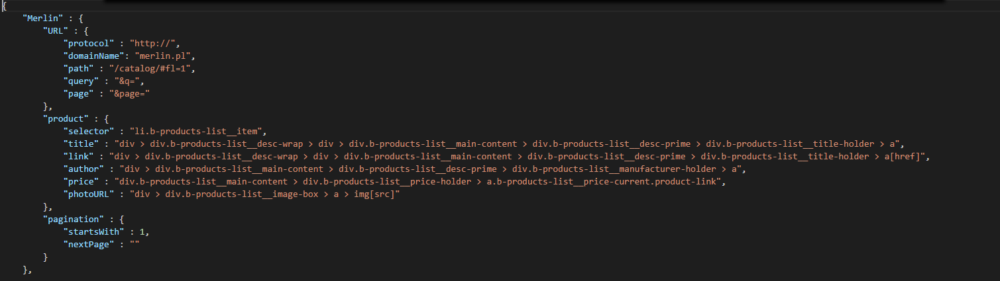 {
    "Merlin" : {
        "URL" : {
            "protocol" : "http://",
            "domainName": "merlin.pl",
            "path" : "/catalog/#fl=1",
            "query" : "&q=",
            "page" : "&page="
        },
        "product" : {
            "selector" : "li.b-products-list__item",
            "title" : "div > div.b-products-list__desc-wrap > div > div.b-products-list__main-content > div.b-products-list__desc-prime > div.b-products-list__title-holder > a",
            "link" : "div > div.b-products-list__desc-wrap > div > div.b-products-list__main-content > div.b-products-list__desc-prime > div.b-products-list__title-holder > a[href]",
            "author" : "div > div.b-products-list__main-content > div.b-products-list__desc-prime > div.b-products-list__manufacturer-holder > a",
            "price" : "div.b-products-list__main-content > div.b-products-list__price-holder > a.b-products-list__price-current.product-link",
            "photoURL" : "div > div.b-products-list__image-box > a > img[src]"
        },
        "pagination" : {
            "startsWith" : 1,
            "nextPage" : ""
        }
    },